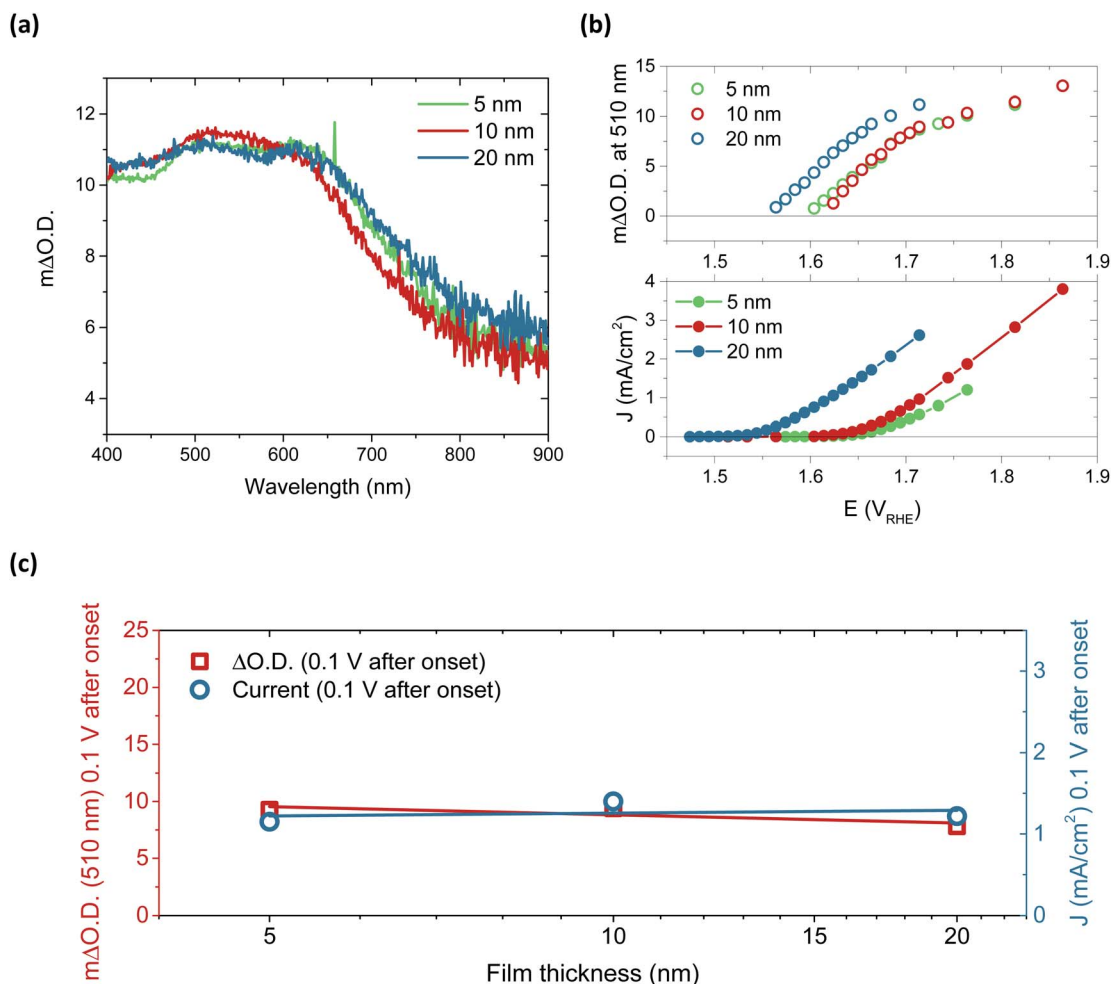 (a)
12
10
8
6
4
400 500 600 700 800 900
5 nm
10 nm
20 nm
mΔO.D.
Wavelength (nm)
(b)
15
10
5
0
1.5 1.6 1.7 1.8 1.9
5 nm
10 nm
20 nm
mΔO.D. at 510 nm
4
3
2
1
0
1.5 1.6 1.7 1.8 1.9
5 nm
10 nm
20 nm
J (mA/cm²)
E (V_RHE)
(c)
25
20
15
10
5
0
mΔO.D. (510 nm) 0.1 V after onset
ΔO.D. (0.1 V after onset)
Current (0.1 V after onset)
3
2
1
0
J (mA/cm²) 0.1 V after onset
5 10 15 20
Film thickness (nm)